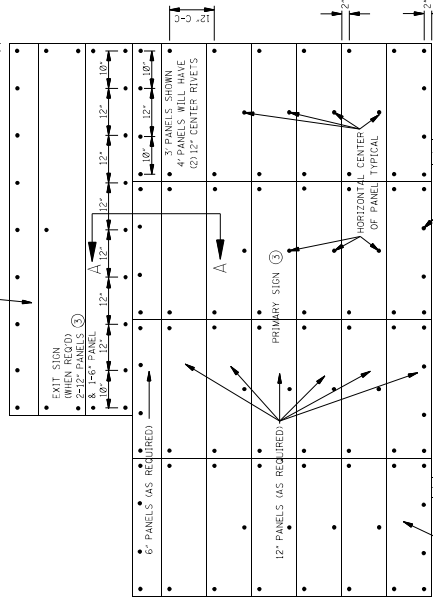 EXIT SIGN
(WHEN REQ'D)
2-12" PANELS ③
& 1-6" PANEL
10"
12"
12"
12"
12"
12"
12"
10"
10"
12"
10"
3' PANELS SHOWN
4' PANELS WILL HAVE
(2) 12" CENTER RIVETS
12" C-C
2"
2"
A
A
HORIZONTAL CENTER
OF PANEL TYPICAL
PRIMARY SIGN ③
6" PANELS (AS REQUIRED)
12" PANELS (AS REQUIRED)